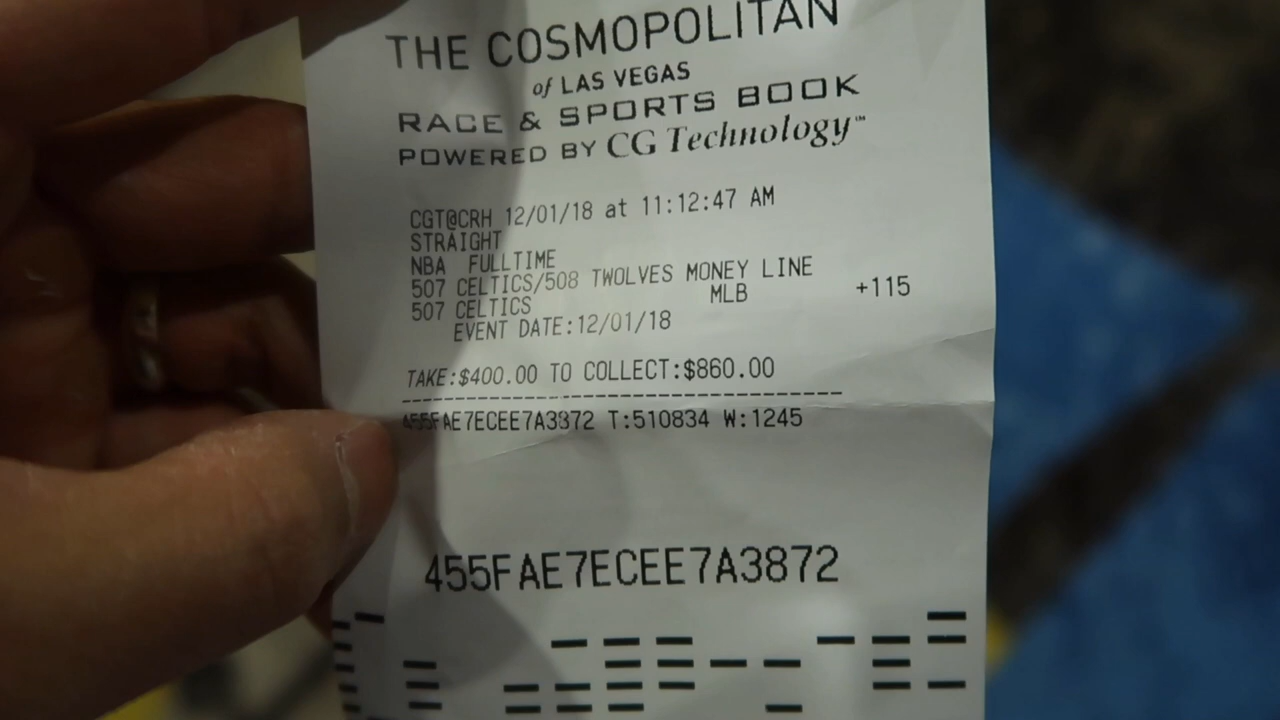 THE COSMOPOLITAN
of LAS VEGAS
RACE & SPORTS BOOK
POWERED BY CG Technology™
CGT@CRH 12/01/18 at 11:12:47 AM
STRAIGHT
NBA FULLTIME
507 CELTICS/508 TWOLVES MONEY LINE
507 CELTICS MLB +115
EVENT DATE:12/01/18
TAKE:$400.00 TO COLLECT:$860.00
455FAE7ECEE7A3872 T:510834 W:1245
455FAE7ECEE7A3872